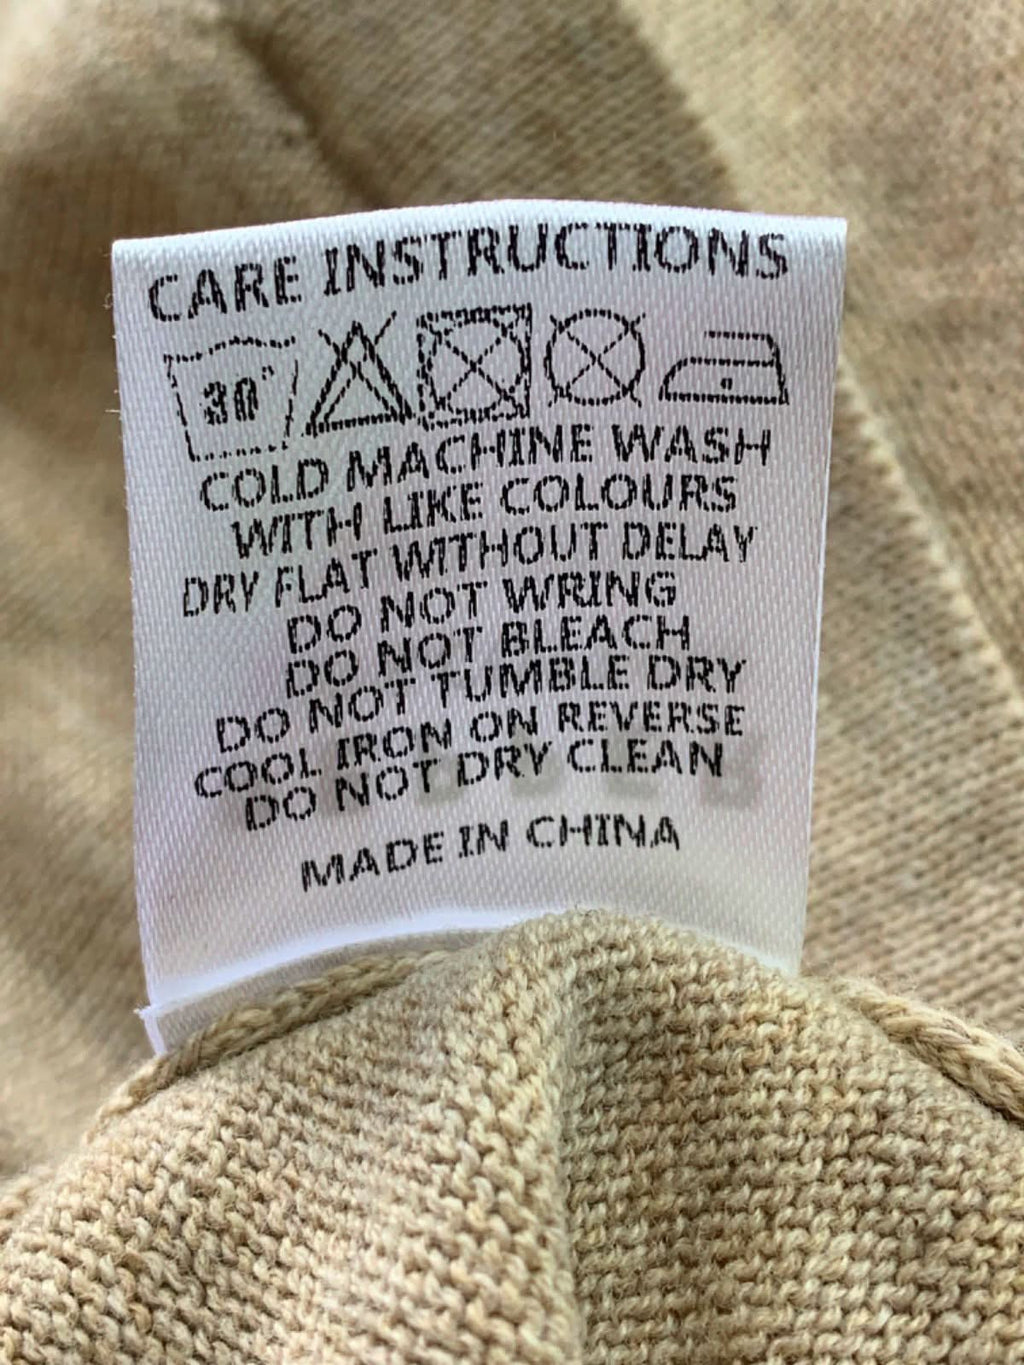 CARE INSTRUCTIONS
30°
COLD MACHINE WASH
WITH LIKE COLOURS
DRY FLAT WITHOUT DELAY
DO NOT WRING
DO NOT BLEACH
DO NOT TUMBLE DRY
COOL IRON ON REVERSE
DO NOT DRY CLEAN
MADE IN CHINA